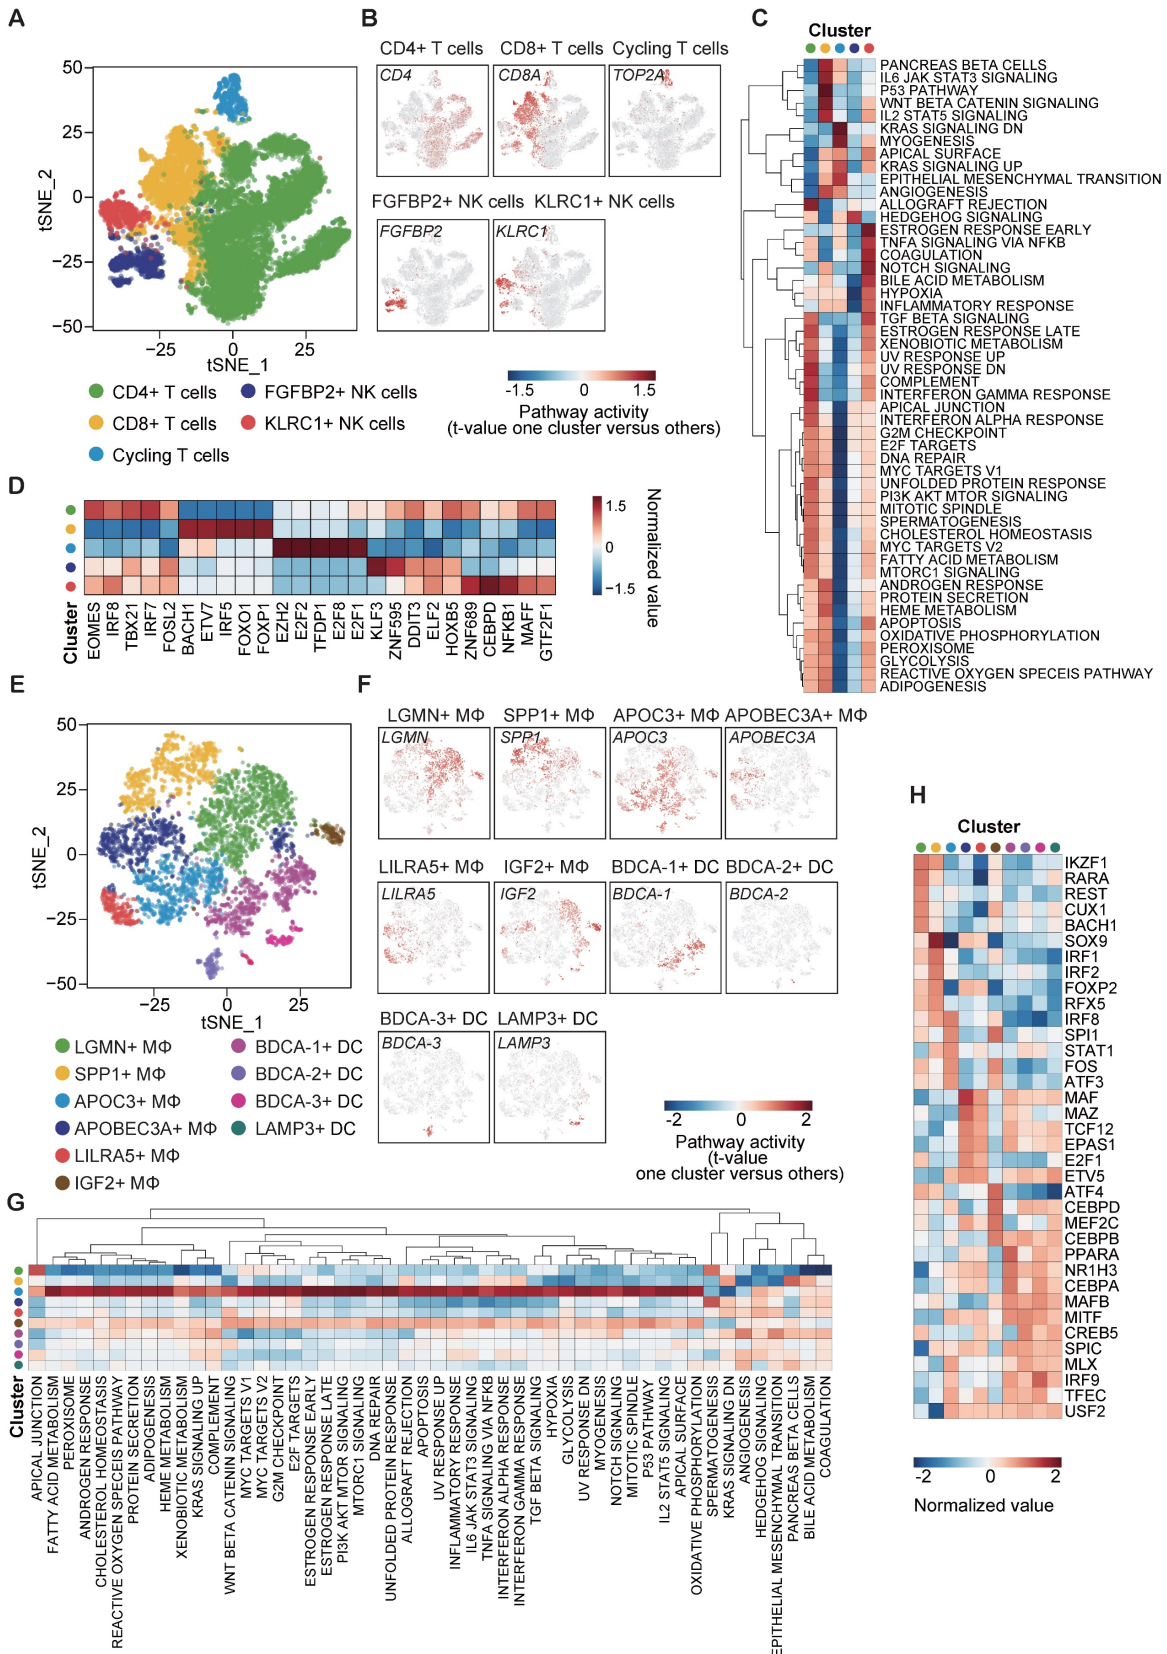 A
50
25
0
−25
−50
tSNE_2
−25
0
25
tSNE_1
CD4+ T cells
CD8+ T cells
Cycling T cells
FGFBP2+ NK cells
KLRC1+ NK cells
B
CD4+ T cells
CD8+ T cells
Cycling T cells
CD4
CD8A
TOP2A
FGFBP2+ NK cells
KLRC1+ NK cells
FGFBP2
KLRC1
-1.5
0
1.5
Pathway activity
(t-value one cluster versus others)
C
Cluster
PANCREAS BETA CELLS
IL6 JAK STAT3 SIGNALING
P53 PATHWAY
WNT BETA CATENIN SIGNALING
IL2 STAT5 SIGNALING
KRAS SIGNALING DN
MYOGENESIS
APICAL SURFACE
KRAS SIGNALING UP
EPITHELIAL MESENCHYMAL TRANSITION
ANGIOGENESIS
ALLOGRAFT REJECTION
HEDGEHOG SIGNALING
ESTROGEN RESPONSE EARLY
TNFA SIGNALING VIA NFKB
COAGULATION
NOTCH SIGNALING
BILE ACID METABOLISM
HYPOXIA
INFLAMMATORY RESPONSE
TGF BETA SIGNALING
ESTROGEN RESPONSE LATE
XENOBIOTIC METABOLISM
UV RESPONSE UP
UV RESPONSE DN
COMPLEMENT
INTERFERON GAMMA RESPONSE
APICAL JUNCTION
INTERFERON ALPHA RESPONSE
G2M CHECKPOINT
E2F TARGETS
DNA REPAIR
MYC TARGETS V1
UNFOLDED PROTEIN RESPONSE
PI3K AKT MTOR SIGNALING
MITOTIC SPINDLE
SPERMATOGENESIS
CHOLESTEROL HOMEOSTASIS
MYC TARGETS V2
FATTY ACID METABOLISM
MTORC1 SIGNALING
ANDROGEN RESPONSE
PROTEIN SECRETION
HEME METABOLISM
APOPTOSIS
OXIDATIVE PHOSPHORYLATION
PEROXISOME
GLYCOLYSIS
REACTIVE OXYGEN SPECEIS PATHWAY
ADIPOGENESIS
D
Cluster
EOMES
IRF8
TBX21
IRF7
FOSL2
BACH1
ETV7
IRF5
FOXO1
FOXP1
EZH2
E2F2
TFDP1
E2F8
E2F1
KLF3
ZNF595
DDIT3
ELF2
HOXB5
ZNF689
CEBPD
NFKB1
MAFF
GTF2F1
1.5
0
−1.5
Normalized value
E
50
25
0
−25
−50
tSNE_2
−25
0
25
tSNE_1
LGMN+ MΦ
SPP1+ MΦ
APOC3+ MΦ
APOBEC3A+ MΦ
LILRA5+ MΦ
IGF2+ MΦ
BDCA-1+ DC
BDCA-2+ DC
BDCA-3+ DC
LAMP3+ DC
F
LGMN+ MΦ
SPP1+ MΦ
APOC3+ MΦ
APOBEC3A+ MΦ
LGMN
SPP1
APOC3
APOBEC3A
LILRA5+ MΦ
IGF2+ MΦ
BDCA-1+ DC
BDCA-2+ DC
LILRA5
IGF2
BDCA-1
BDCA-2
BDCA-3+ DC
LAMP3+ DC
BDCA-3
LAMP3
−2
0
2
Pathway activity
(t-value
one cluster versus others)
G
Cluster
APICAL JUNCTION
FATTY ACID METABOLISM
PEROXISOME
ANDROGEN RESPONSE
CHOLESTEROL HOMEOSTASIS
REACTIVE OXYGEN SPECEIS PATHWAY
PROTEIN SECRETION
ADIPOGENESIS
HEME METABOLISM
XENOBIOTIC METABOLISM
KRAS SIGNALING UP
COMPLEMENT
WNT BETA CATENIN SIGNALING
MYC TARGETS V1
MYC TARGETS V2
G2M CHECKPOINT
E2F TARGETS
ESTROGEN RESPONSE EARLY
ESTROGEN RESPONSE LATE
PI3K AKT MTOR SIGNALING
MTORC1 SIGNALING
DNA REPAIR
UNFOLDED PROTEIN RESPONSE
ALLOGRAFT REJECTION
APOPTOSIS
UV RESPONSE UP
INFLAMMATORY RESPONSE
IL6 JAK STAT3 SIGNALING
TNFA SIGNALING VIA NFKB
INTERFERON ALPHA RESPONSE
INTERFERON GAMMA RESPONSE
TGF BETA SIGNALING
HYPOXIA
GLYCOLYSIS
UV RESPONSE DN
MYOGENESIS
NOTCH SIGNALING
MITOTIC SPINDLE
P53 PATHWAY
IL2 STAT5 SIGNALING
APICAL SURFACE
OXIDATIVE PHOSPHORYLATION
SPERMATOGENESIS
KRAS SIGNALING DN
ANGIOGENESIS
HEDGEHOG SIGNALING
EPITHELIAL MESENCHYMAL TRANSITION
PANCREAS BETA CELLS
BILE ACID METABOLISM
COAGULATION
H
Cluster
IKZF1
RARA
REST
CUX1
BACH1
SOX9
IRF1
IRF2
FOXP2
RFX5
IRF8
SPI1
STAT1
FOS
ATF3
MAF
MAZ
TCF12
EPAS1
E2F1
ETV5
ATF4
CEBPD
MEF2C
CEBPB
PPARA
NR1H3
CEBPA
MAFB
MITF
CREB5
SPIC
MLX
IRF9
TFEC
USF2
−2
0
2
Normalized value